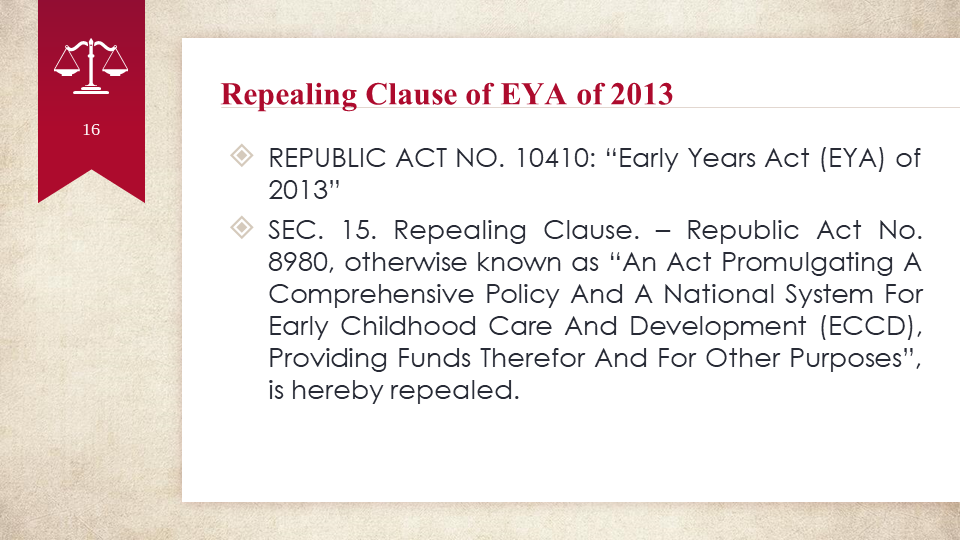 16
Repealing Clause of EYA of 2013
REPUBLIC ACT NO. 10410: “Early Years Act (EYA) of
2013”
SEC. 15. Repealing Clause. – Republic Act No.
8980, otherwise known as “An Act Promulgating A
Comprehensive Policy And A National System For
Early Childhood Care And Development (ECCD),
Providing Funds Therefor And For Other Purposes”,
is hereby repealed.